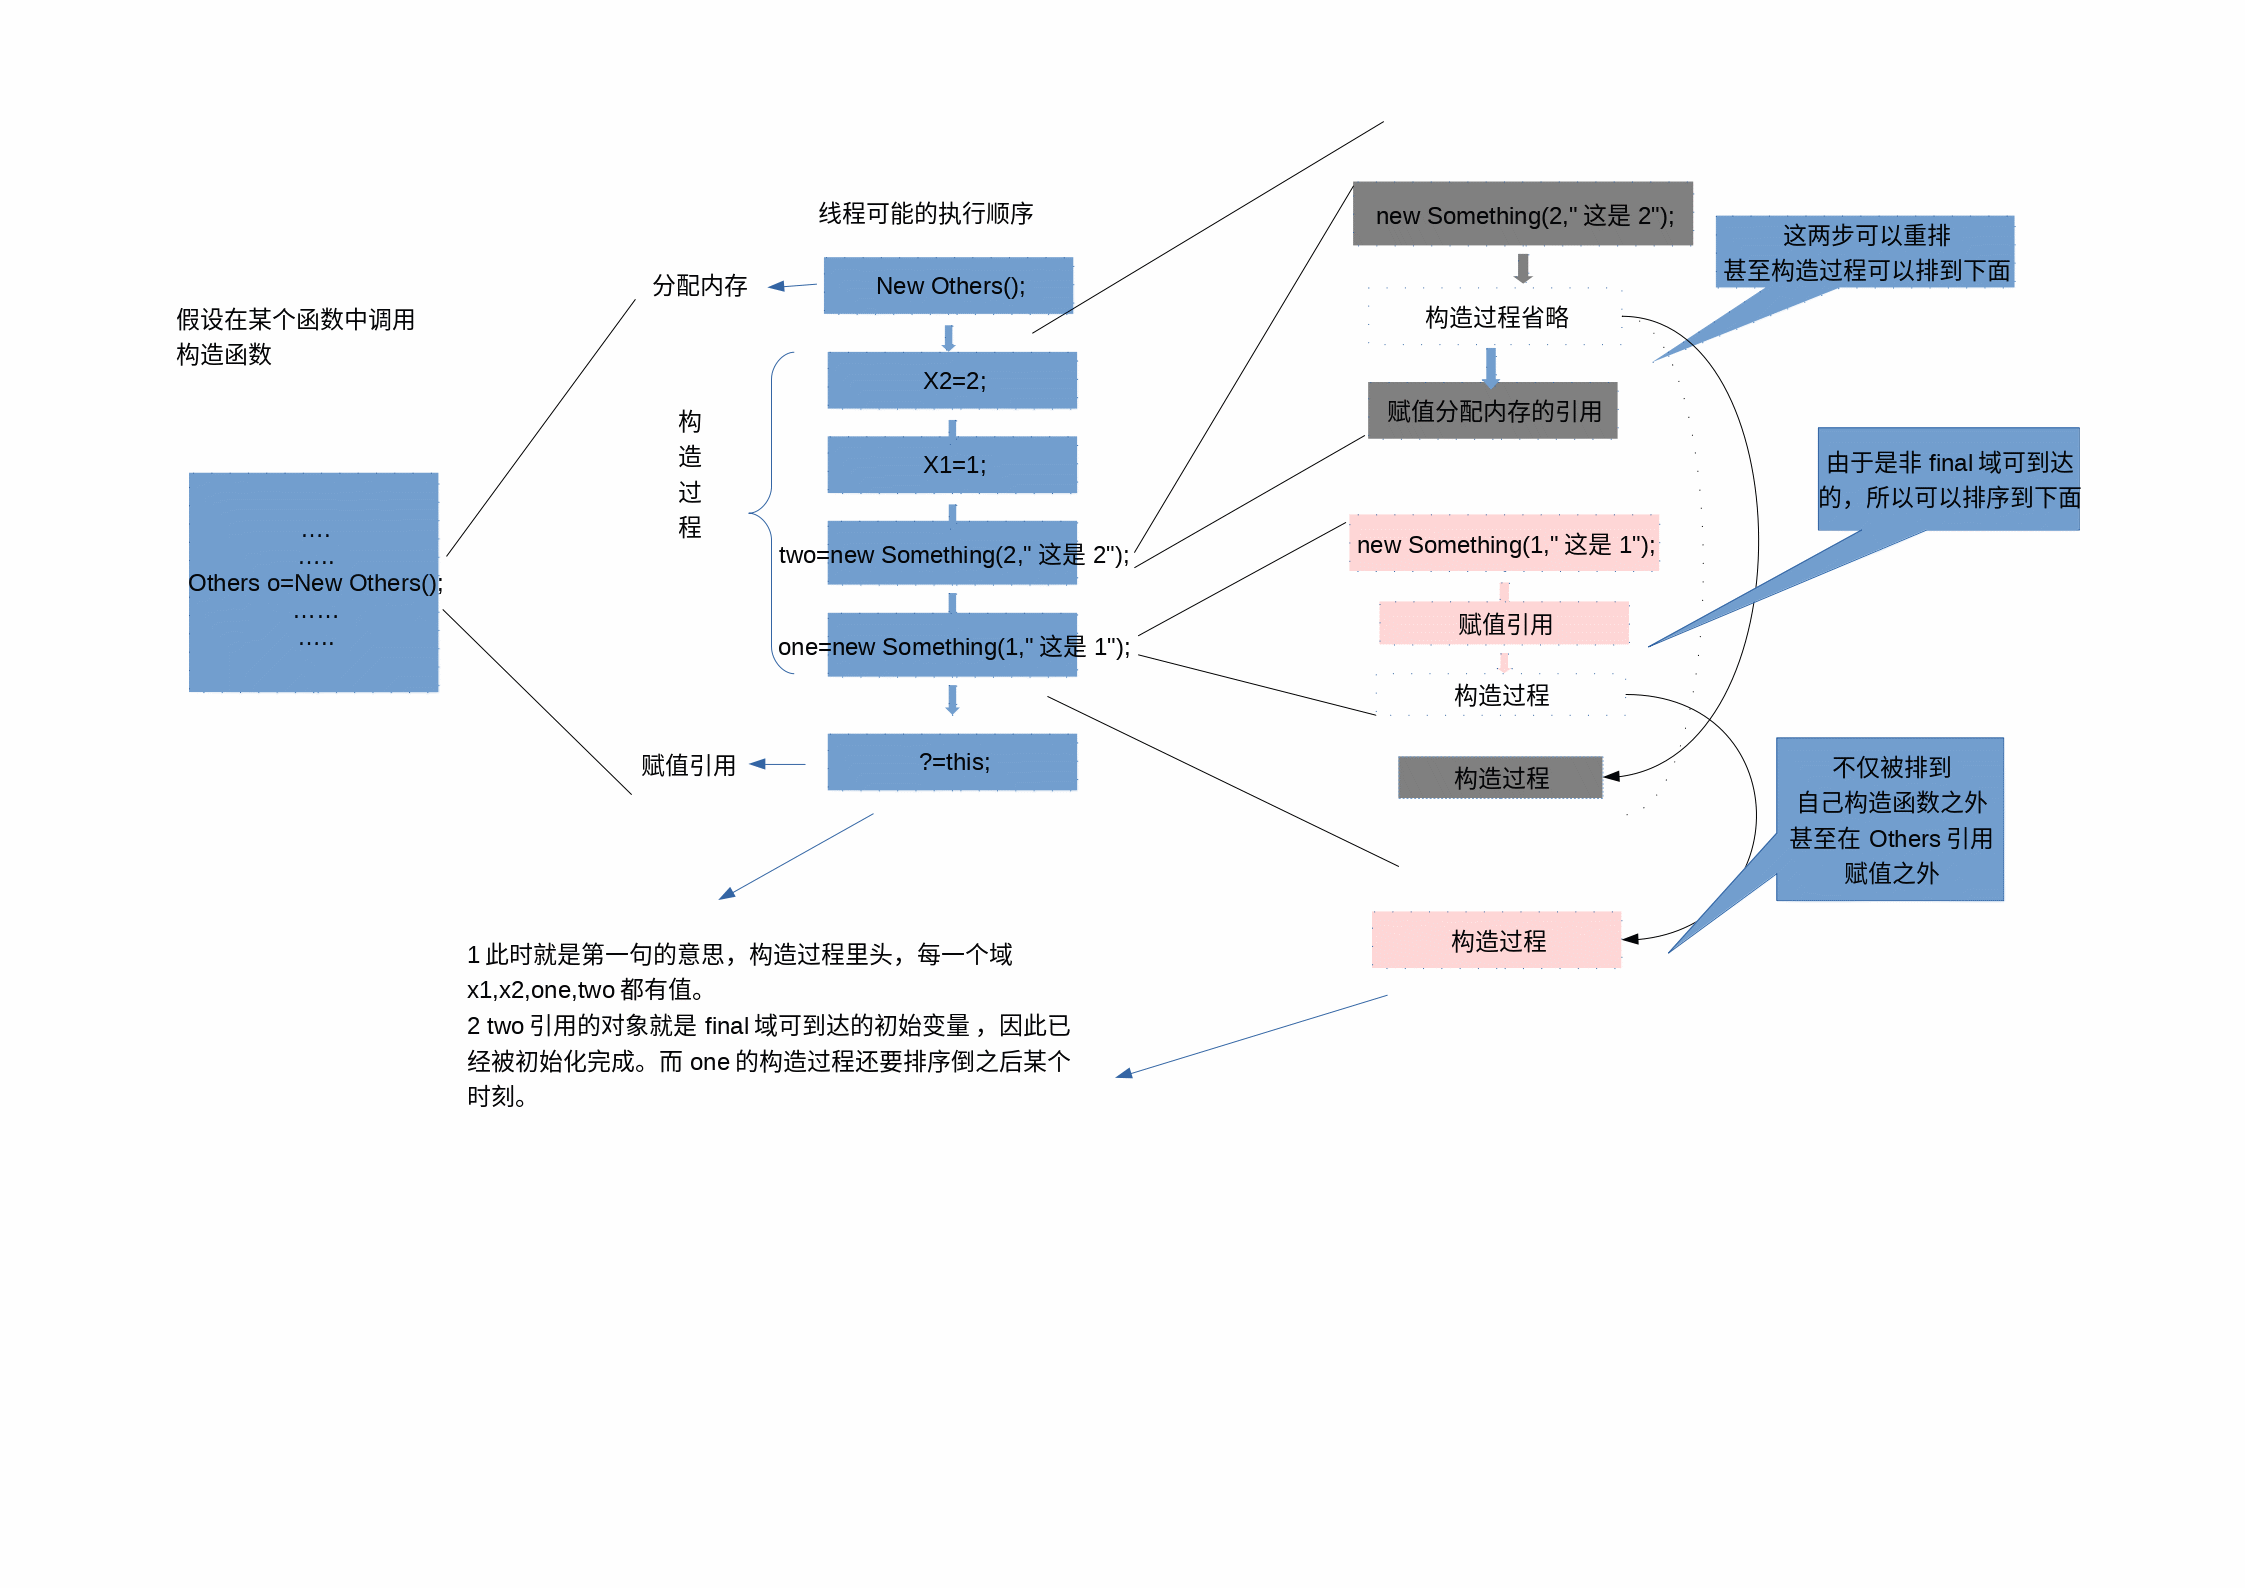 假设在某个函数中调用
构造函数
....
.....
Others o=New Others();
......
.....
线程可能的执行顺序
分配内存
New Others();
构
造
过
程
X2=2;
X1=1;
two=new Something(2," 这是 2");
one=new Something(1," 这是 1");
赋值引用
?=this;
new Something(2," 这是 2");
构造过程省略
赋值分配内存的引用
这两步可以重排
甚至构造过程可以排到下面
new Something(1," 这是 1");
赋值引用
构造过程
由于是非 final 域可到达
的，所以可以排序到下面
构造过程
不仅被排到
自己构造函数之外
甚至在 Others 引用
赋值之外
构造过程
1 此时就是第一句的意思，构造过程里头，每一个域
x1,x2,one,two 都有值。
2 two 引用的对象就是 final 域可到达的初始变量 ，因此已
经被初始化完成。而 one 的构造过程还要排序倒之后某个
时刻。